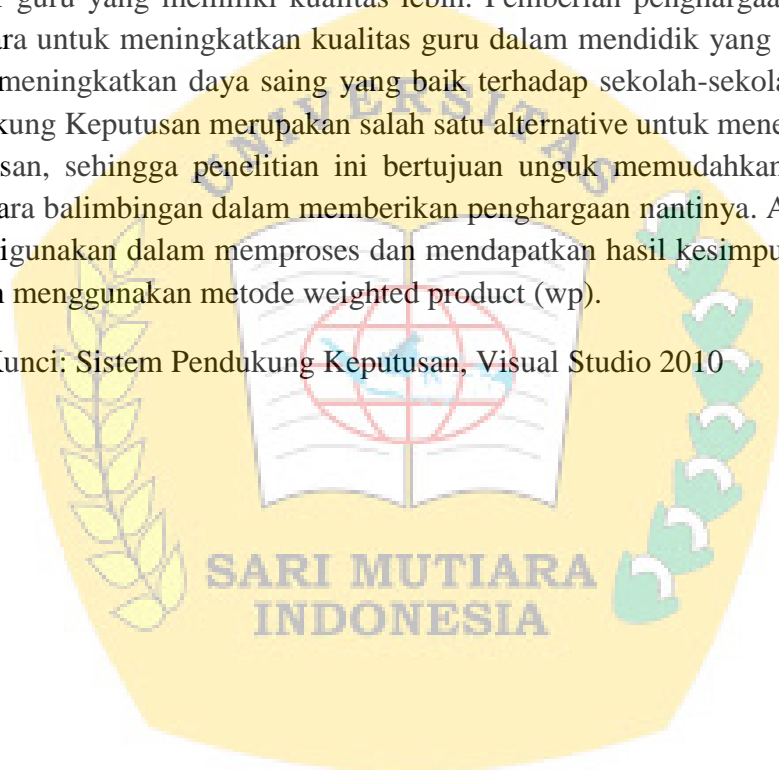 guru yang memiliki kualitas lebih. Pemberian penghargaa
ara untuk meningkatkan kualitas guru dalam mendidik yang
meningkatkan daya saing yang baik terhadap sekolah-sekola
kung Keputusan merupakan salah satu alternative untuk mene
san, sehingga penelitian ini bertujuan unguk memudahkan
ara balimbingan dalam memberikan penghargaan nantinya. A
igunakan dalam memproses dan mendapatkan hasil kesimpu
n menggunakan metode weighted product (wp).
Kunci: Sistem Pendukung Keputusan, Visual Studio 2010
UNIVERSITAS
SARI MUTIARA
INDONESIA